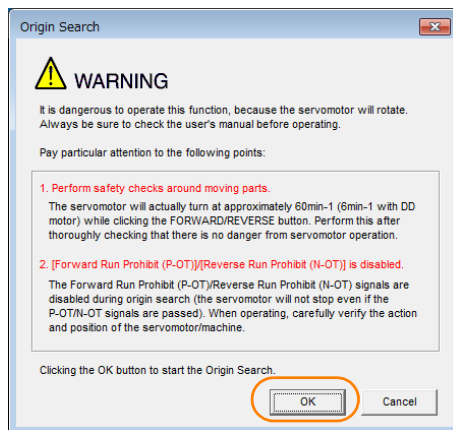 Origin Search
WARNING
It is dangerous to operate this function, because the servomotor will rotate.
Always be sure to check the user's manual before operating.
Pay particular attention to the following points:
1. Perform safety checks around moving parts.
The servomotor will actually turn at approximately 60min-1 (6min-1 with DD
motor) while clicking the FORWARD/REVERSE button. Perform this after
thoroughly checking that there is no danger from servomotor operation.
2. [Forward Run Prohibit (P-OT)]/[Reverse Run Prohibit (N-OT)] is disabled.
The Forward Run Prohibit (P-OT)/Reverse Run Prohibit (N-OT) signals are
disabled during origin search (the servomotor will not stop even if the
P-OT/N-OT signals are passed). When operating, carefully verify the action
and position of the servomotor/machine.
Clicking the OK button to start the Origin Search.
OK
Cancel